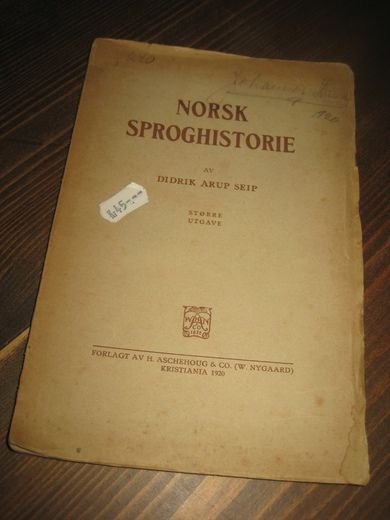 NORSK
SPROGHISTORIE
AV
DIDRIK ARUP SEIP
STØRRE
UTGAVE
FORLAGT AV H. ASCHEHOUG & CO. (W. NYGAARD)
KRISTIANIA 1920